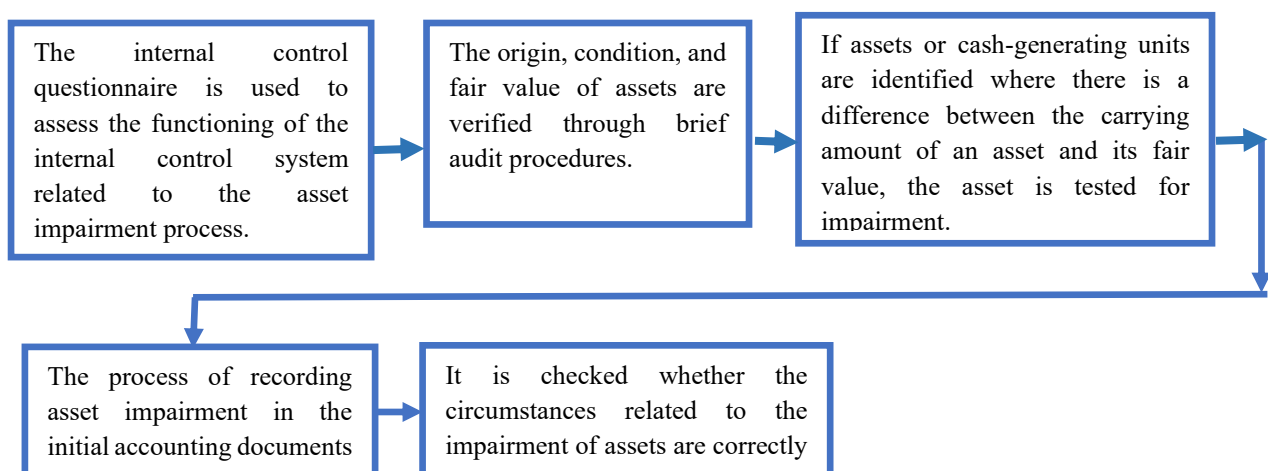 The internal control
questionnaire is used to
assess the functioning of the
internal control system
related to the asset
impairment process.
The origin, condition, and
fair value of assets are
verified through brief
audit procedures.
If assets or cash-generating units
are identified where there is a
difference between the carrying
amount of an asset and its fair
value, the asset is tested for
impairment.
The process of recording
asset impairment in the
initial accounting documents
It is checked whether the
circumstances related to the
impairment of assets are correctly